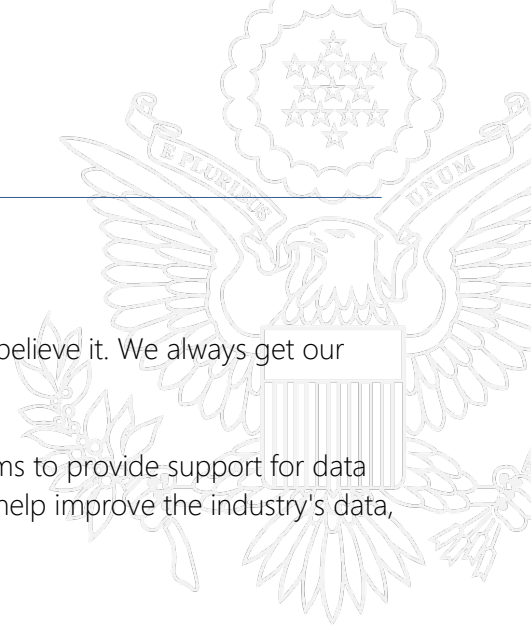 E PLURIBUS
UNUM
believe it. We always get our
ms to provide support for data
help improve the industry's data,